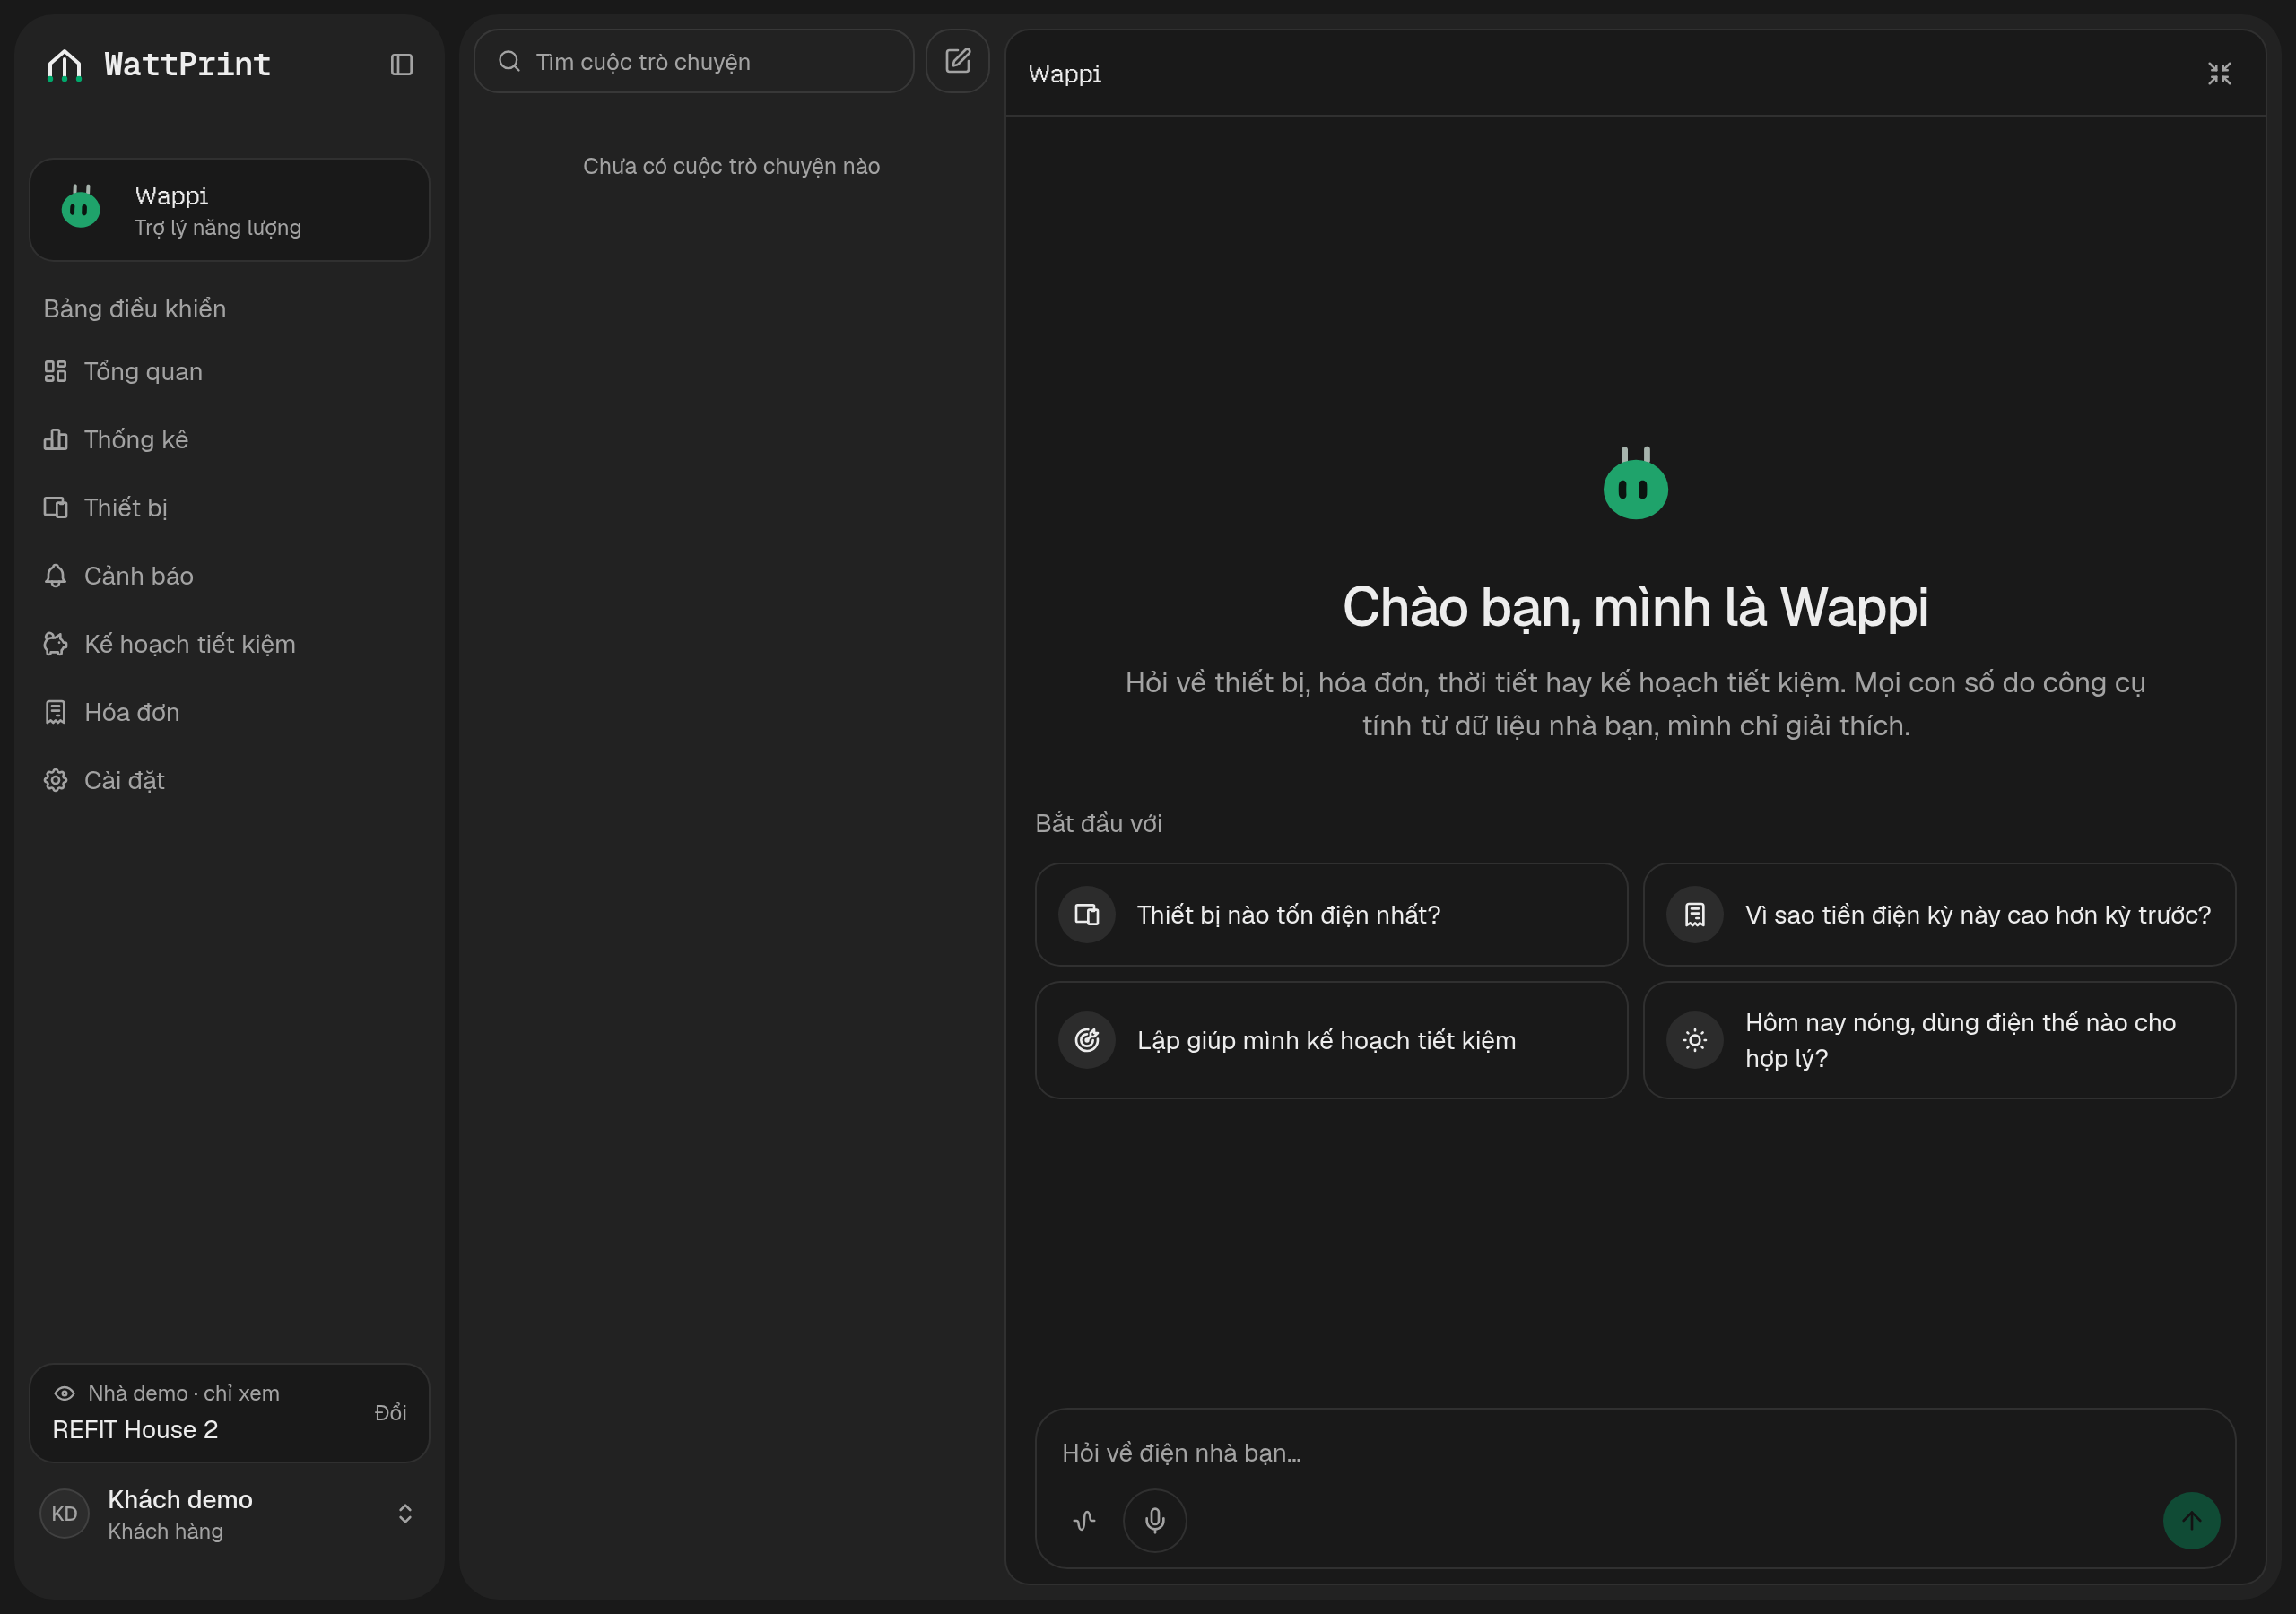 WattPrint
Wappi
Trợ lý năng lượng
Bảng điều khiển
Tổng quan
Thống kê
Thiết bị
Cảnh báo
Kế hoạch tiết kiệm
Hóa đơn
Cài đặt
Nhà demo · chỉ xem
REFIT House 2
Đổi
KD
Khách demo
Khách hàng
Tìm cuộc trò chuyện
Chưa có cuộc trò chuyện nào
Wappi
Chào bạn, mình là Wappi
Hỏi về thiết bị, hóa đơn, thời tiết hay kế hoạch tiết kiệm. Mọi con số do công cụ
tính từ dữ liệu nhà bạn, mình chỉ giải thích.
Bắt đầu với
Thiết bị nào tốn điện nhất?
Vì sao tiền điện kỳ này cao hơn kỳ trước?
Lập giúp mình kế hoạch tiết kiệm
Hôm nay nóng, dùng điện thế nào cho
hợp lý?
Hỏi về điện nhà bạn...